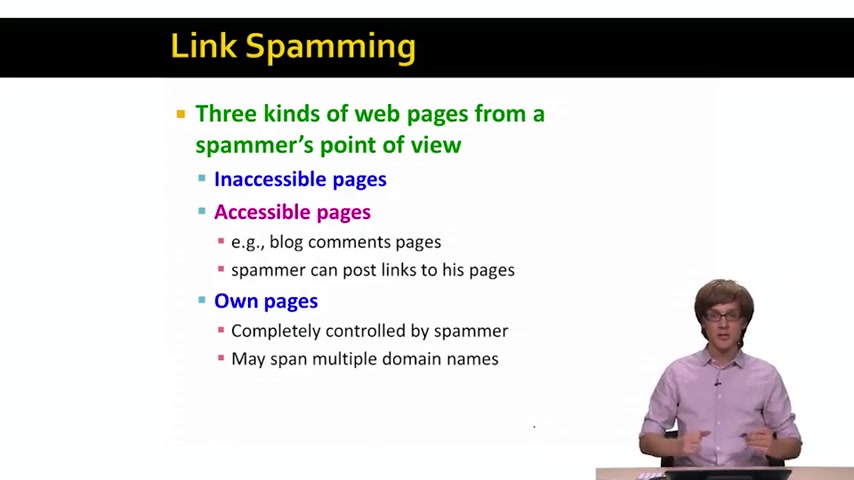 Link Spamming
Three kinds of web pages from a
spammer's point of view
Inaccessible pages
Accessible pages
e.g., blog comments pages
spammer can post links to his pages
Own pages
Completely controlled by spammer
May span multiple domain names